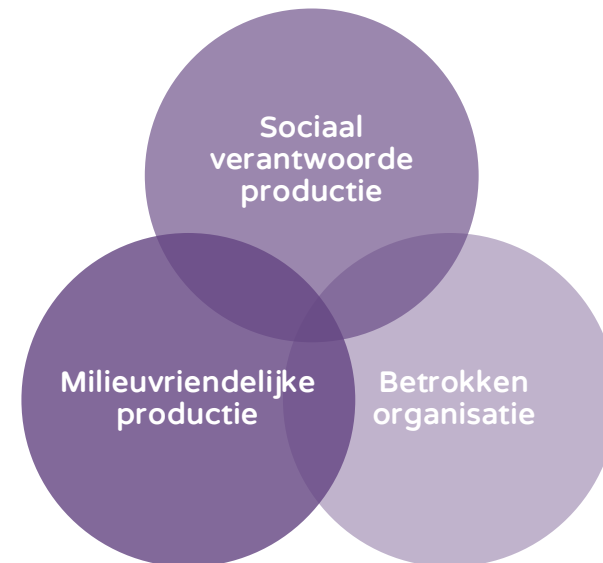 Sociaal
verantwoorde
productie
Milieuvriendelijke
productie
Betrokken
organisatie